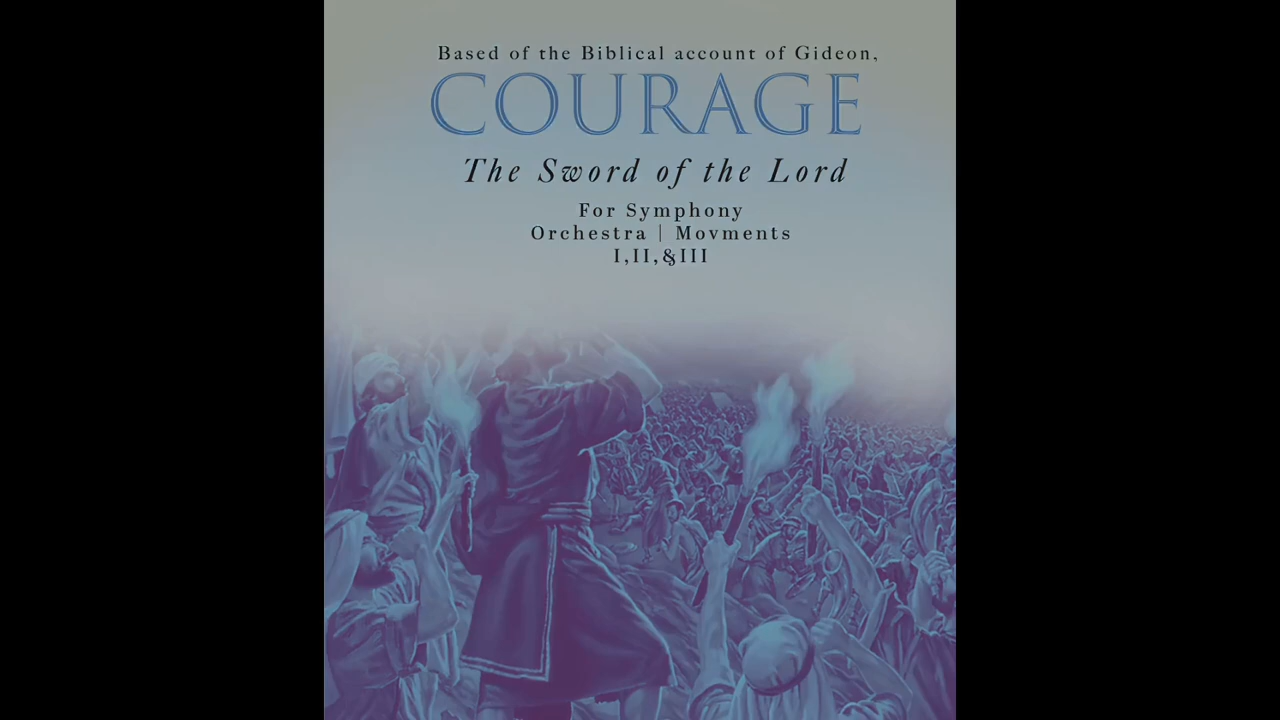 Based of the Biblical account of Gideon,
COURAGE
The Sword of the Lord
For Symphony
Orchestra | Movments
I,II,&III